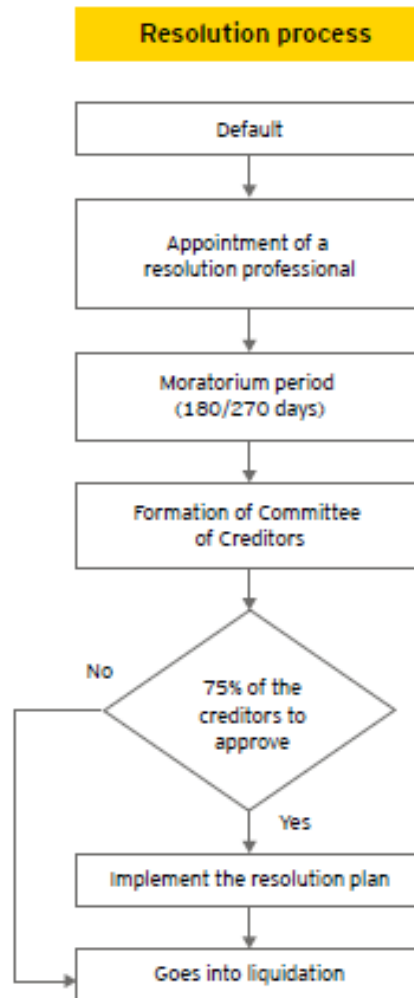 Resolution process
Default
Appointment of a
resolution professional
Moratorium period
(180/270 days)
Formation of Committee
of Creditors
No
75% of the
creditors to
approve
Yes
Implement the resolution plan
Goes into liquidation